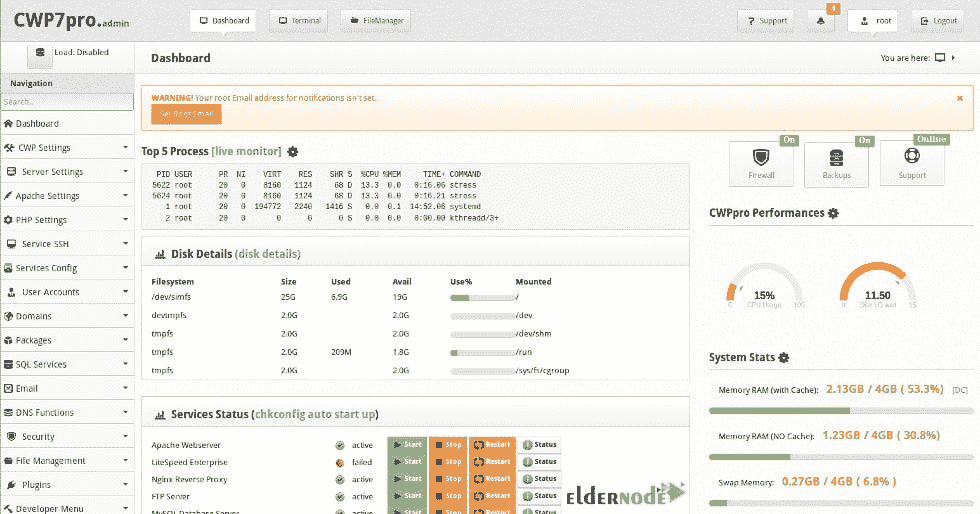 CWP7pro.admin
Dashboard
Terminal
FileManager
? Support
4
root
Logout
Load: Disabled
Dashboard
You are here:
Navigation
Search..
Dashboard
CWP Settings
Server Settings
Apache Settings
PHP Settings
Service SSH
Services Config
User Accounts
Domains
Packages
SQL Services
Email
DNS Functions
Security
File Management
Plugins
Developer Menu
WARNING! Your root Email address for notifications isn't set..
Set Root Email
Top 5 Process [live monitor]
PID USER PR NI VIRT RES SHR S %CPU %MEM TIME+ COMMAND
5622 root 20 0 8160 1124 68 D 13.3 0.0 0:16.06 stress
5624 root 20 0 8160 1124 68 D 13.3 0.0 0:16.21 stress
1 root 20 0 194772 2240 1416 S 0.0 0.1 14:52.06 systemd
2 root 20 0 0 0 0 S 0.0 0.0 0:00.00 kthreadd/3+
Disk Details (disk details)
Filesystem Size Used Avail Use% Mounted
/dev/simfs 25G 6.9G 19G /
devtmpfs 2.0G 2.0G /dev
tmpfs 2.0G 2.0G /dev/shm
tmpfs 2.0G 209M 1.8G /run
tmpfs 2.0G 2.0G /sys/fs/cgroup
Services Status (chkconfig auto start up)
Apache Webserver active Start Stop Restart Status
LiteSpeed Enterprise failed Start Stop Restart Status
Nginx Reverse Proxy active Start Stop Restart Status
FTP Server active Start Stop Restart Status
MySQL Database Server active Start Stop Restart Status
On
Firewall
On
Backups
Online
Support
CWPpro Performances
15%
0 100
CPU Usage
11.50
0 15
Disk I/O wait
System Stats
Memory RAM (with Cache): 2.13GB / 4GB ( 53.3%) [DC]
Memory RAM (NO Cache): 1.23GB / 4GB ( 30.8%)
Swap Memory: 0.27GB / 4GB ( 6.8% )
ELDERNODE